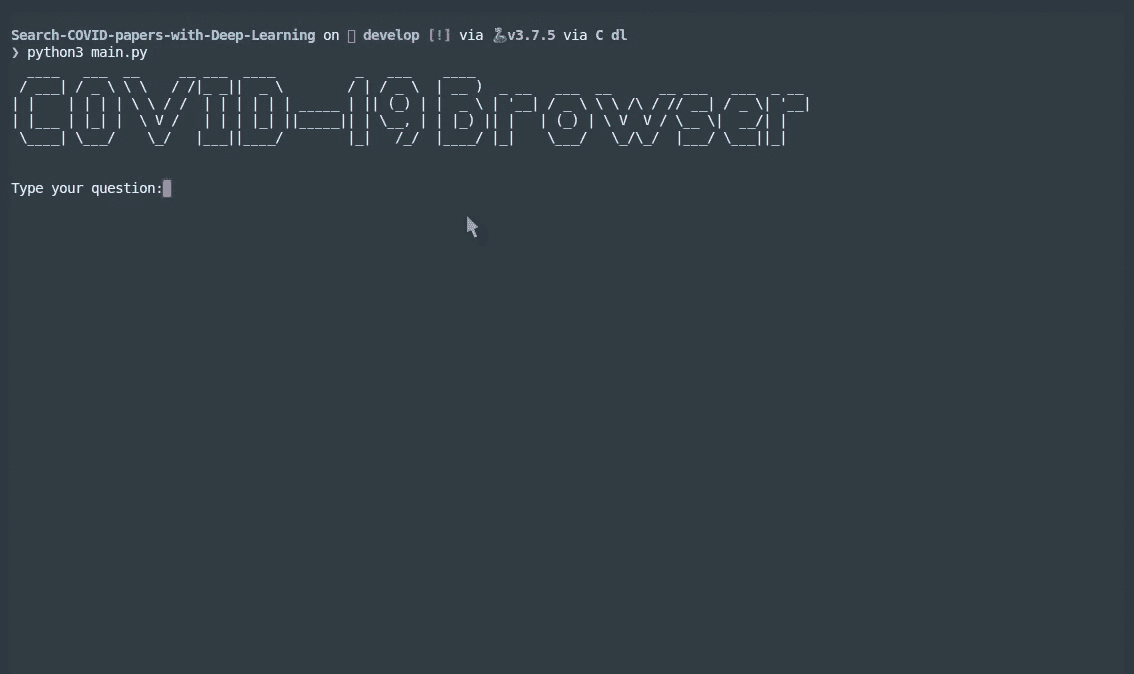 Search-COVID-papers-with-Deep-Learning on develop [!] via 🐍v3.7.5 via C dl
❯ python3 main.py
COVID-19 Browser
Type your question: